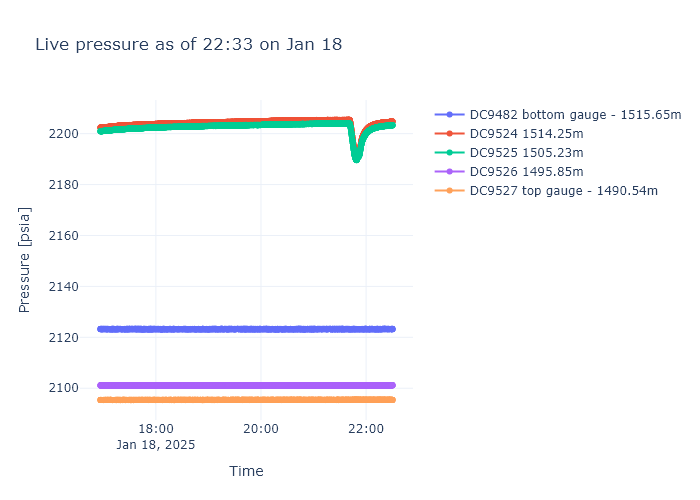 Live pressure as of 22:33 on Jan 18
DC9482 bottom gauge - 1515.65m
DC9524 1514.25m
DC9525 1505.23m
DC9526 1495.85m
DC9527 top gauge - 1490.54m
Pressure [psia]
2200
2180
2160
2140
2120
2100
18:00
Jan 18, 2025
20:00
22:00
Time